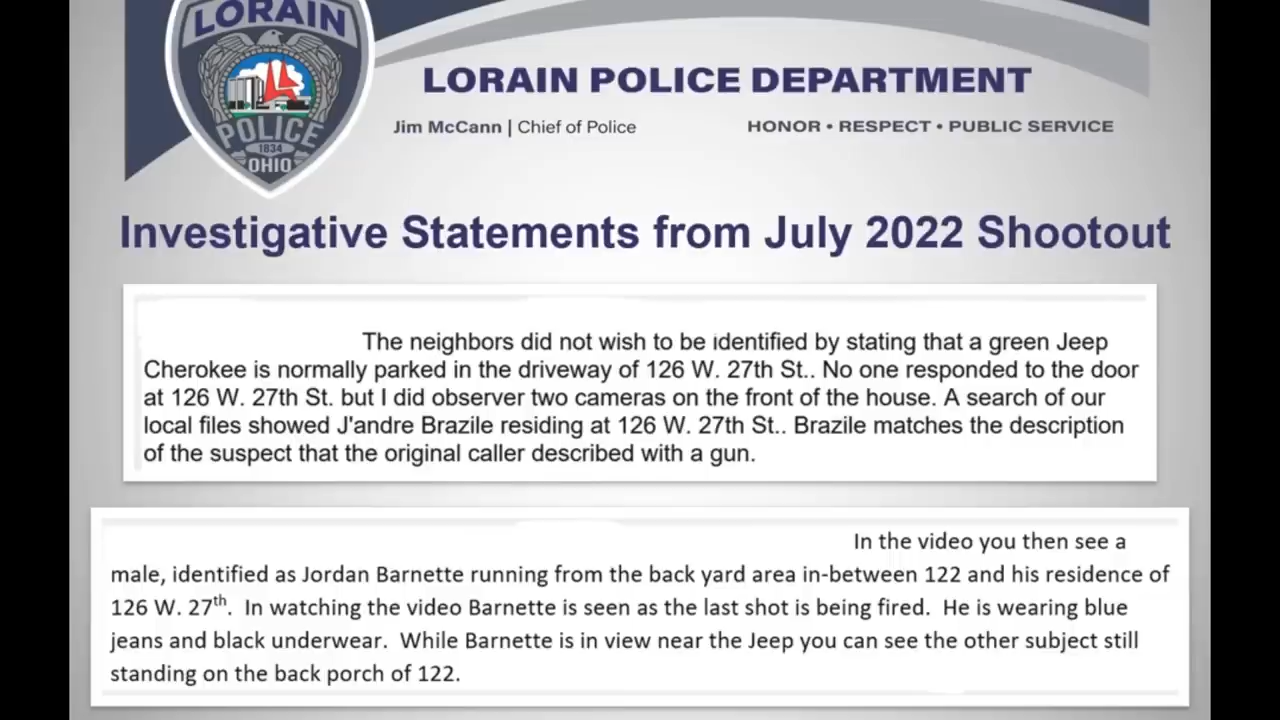 LORAIN
POLICE
1834
OHIO
LORAIN POLICE DEPARTMENT
Jim McCann | Chief of Police
HONOR • RESPECT • PUBLIC SERVICE
Investigative Statements from July 2022 Shootout
The neighbors did not wish to be identified by stating that a green Jeep
Cherokee is normally parked in the driveway of 126 W. 27th St.. No one responded to the door
at 126 W. 27th St. but I did observer two cameras on the front of the house. A search of our
local files showed J'andre Brazile residing at 126 W. 27th St.. Brazile matches the description
of the suspect that the original caller described with a gun.
In the video you then see a
male, identified as Jordan Barnette running from the back yard area in-between 122 and his residence of
126 W. 27th. In watching the video Barnette is seen as the last shot is being fired. He is wearing blue
jeans and black underwear. While Barnette is in view near the Jeep you can see the other subject still
standing on the back porch of 122.